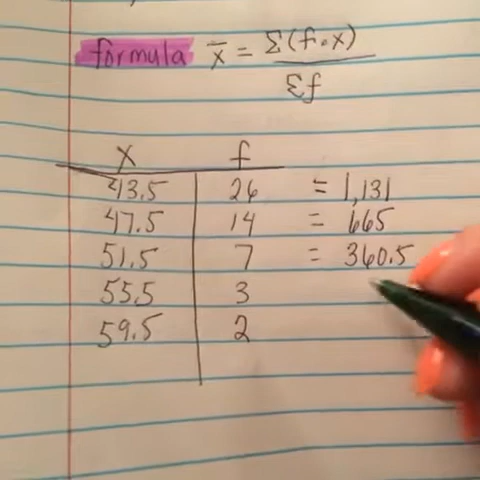 formula x̄ = Σ(f·x)
Σf
x f
43.5 26 = 1,131
47.5 14 = 665
51.5 7 = 360.5
55.5 3
59.5 2